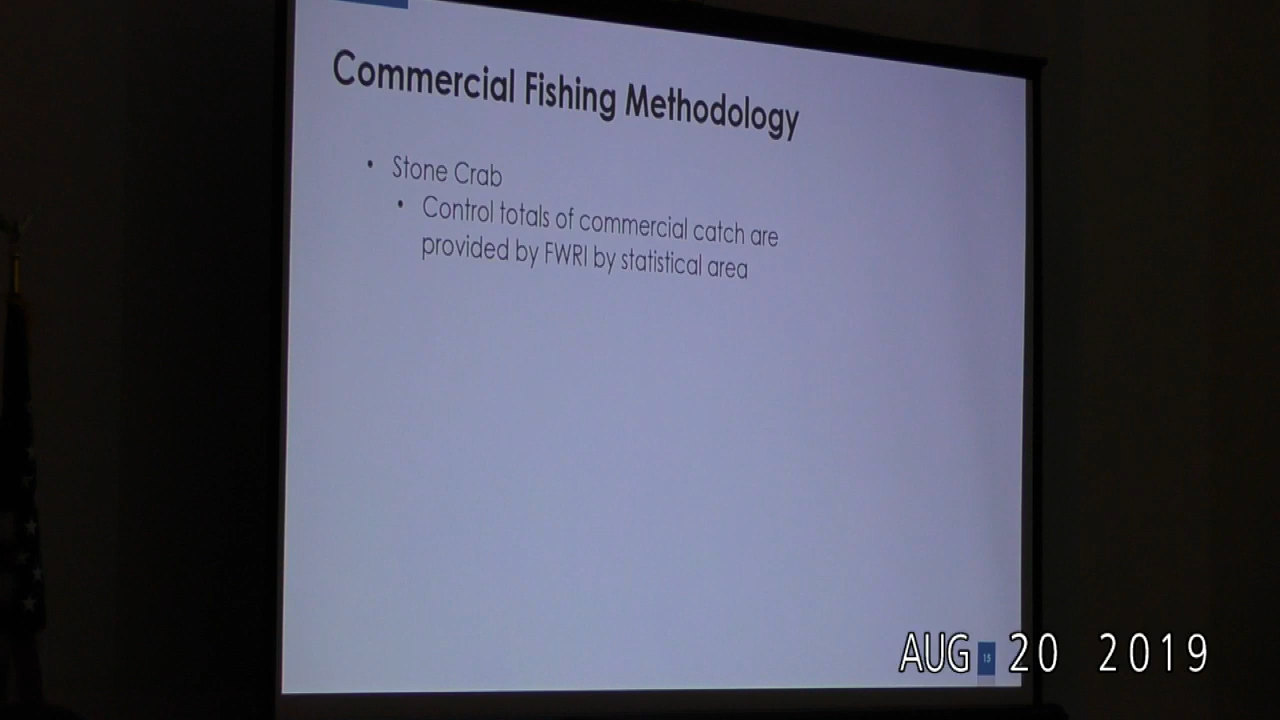 Commercial Fishing Methodology
• Stone Crab
• Control totals of commercial catch are
provided by FWRI by statistical area
15
AUG 20 2019